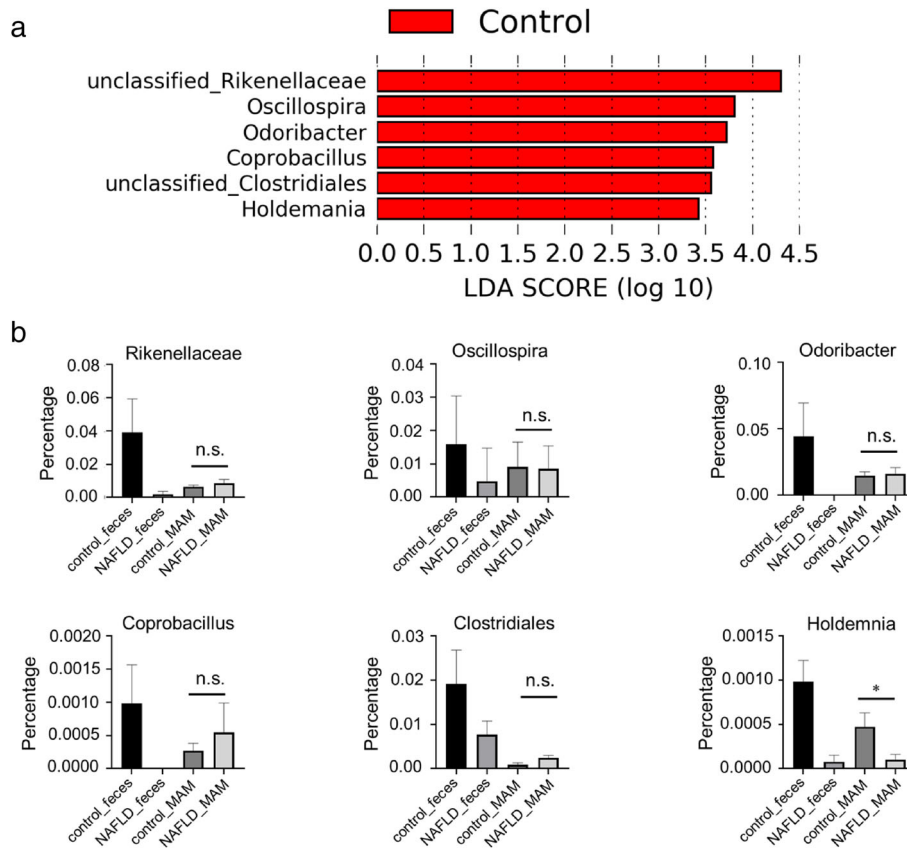 a
Control
unclassified_Rikenellaceae
Oscillospira
Odoribacter
Coprobacillus
unclassified_Clostridiales
Holdemania
0.0 0.5 1.0 1.5 2.0 2.5 3.0 3.5 4.0 4.5
LDA SCORE (log 10)
b
Rikenellaceae
Percentage
0.08
0.06
0.04
0.02
0.00
n.s.
control_feces
NAFLD_feces
control_MAM
NAFLD_MAM
Oscillospira
Percentage
0.04
0.03
0.02
0.01
0.00
n.s.
control_feces
NAFLD_feces
control_MAM
NAFLD_MAM
Odoribacter
Percentage
0.10
0.05
0.00
n.s.
control_feces
NAFLD_feces
control_MAM
NAFLD_MAM
Coprobacillus
Percentage
0.0020
0.0015
0.0010
0.0005
0.0000
n.s.
control_feces
NAFLD_feces
control_MAM
NAFLD_MAM
Clostridiales
Percentage
0.03
0.02
0.01
0.00
n.s.
control_feces
NAFLD_feces
control_MAM
NAFLD_MAM
Holdemnia
Percentage
0.0015
0.0010
0.0005
0.0000
*
control_feces
NAFLD_feces
control_MAM
NAFLD_MAM